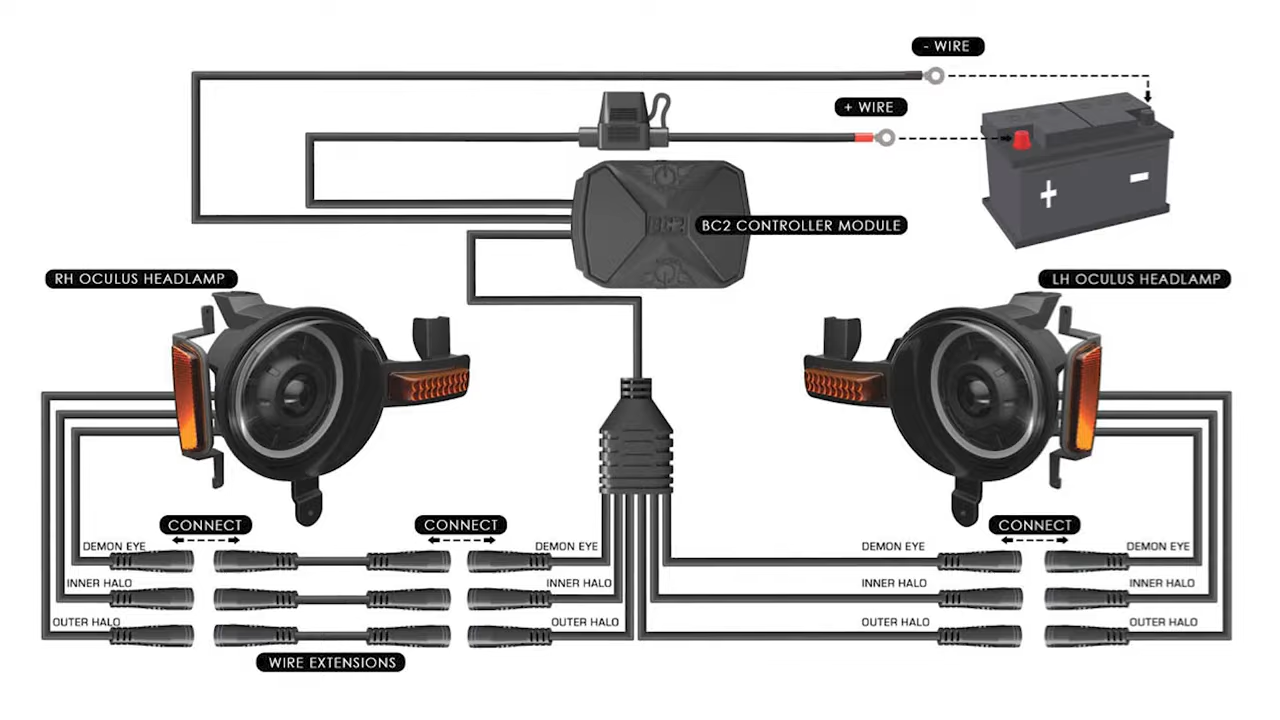 - WIRE
+ WIRE
BC2
BC2 CONTROLLER MODULE
+
-
RH OCULUS HEADLAMP
LH OCULUS HEADLAMP
CONNECT
CONNECT
CONNECT
DEMON EYE
DEMON EYE
DEMON EYE
DEMON EYE
INNER HALO
INNER HALO
INNER HALO
INNER HALO
OUTER HALO
OUTER HALO
OUTER HALO
OUTER HALO
WIRE EXTENSIONS